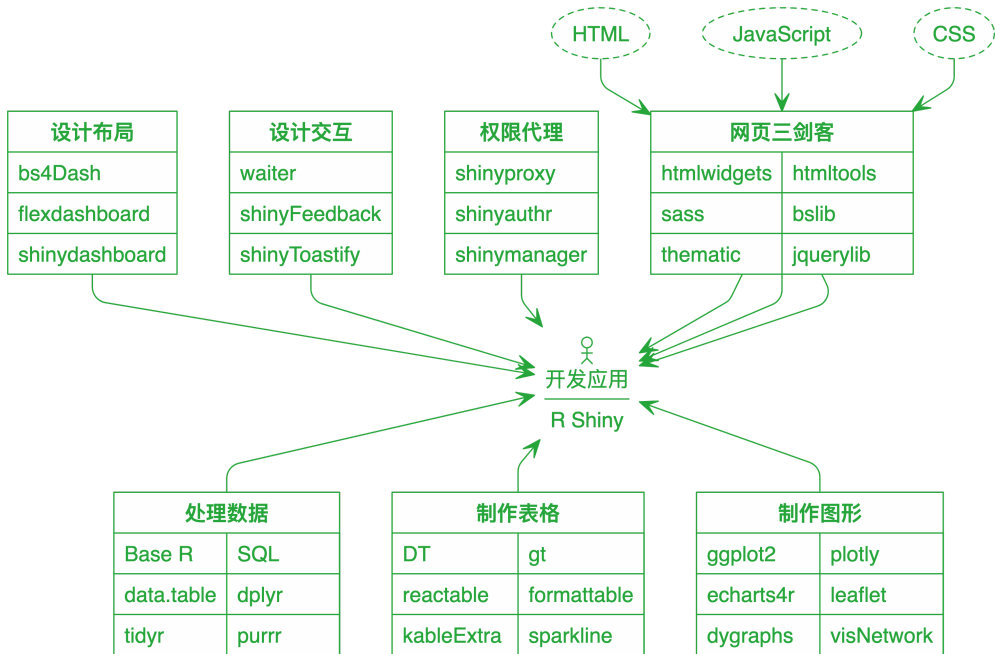 HTML
JavaScript
CSS
设计布局
bs4Dash
flexdashboard
shinydashboard
设计交互
waiter
shinyFeedback
shinyToastify
权限代理
shinyproxy
shinyauthr
shinymanager
网页三剑客
htmlwidgets htmltools
sass bslib
thematic jquerylib
开发应用
R Shiny
处理数据
Base R SQL
data.table dplyr
tidyr purrr
制作表格
DT gt
reactable formattable
kableExtra sparkline
制作图形
ggplot2 plotly
echarts4r leaflet
dygraphs visNetwork